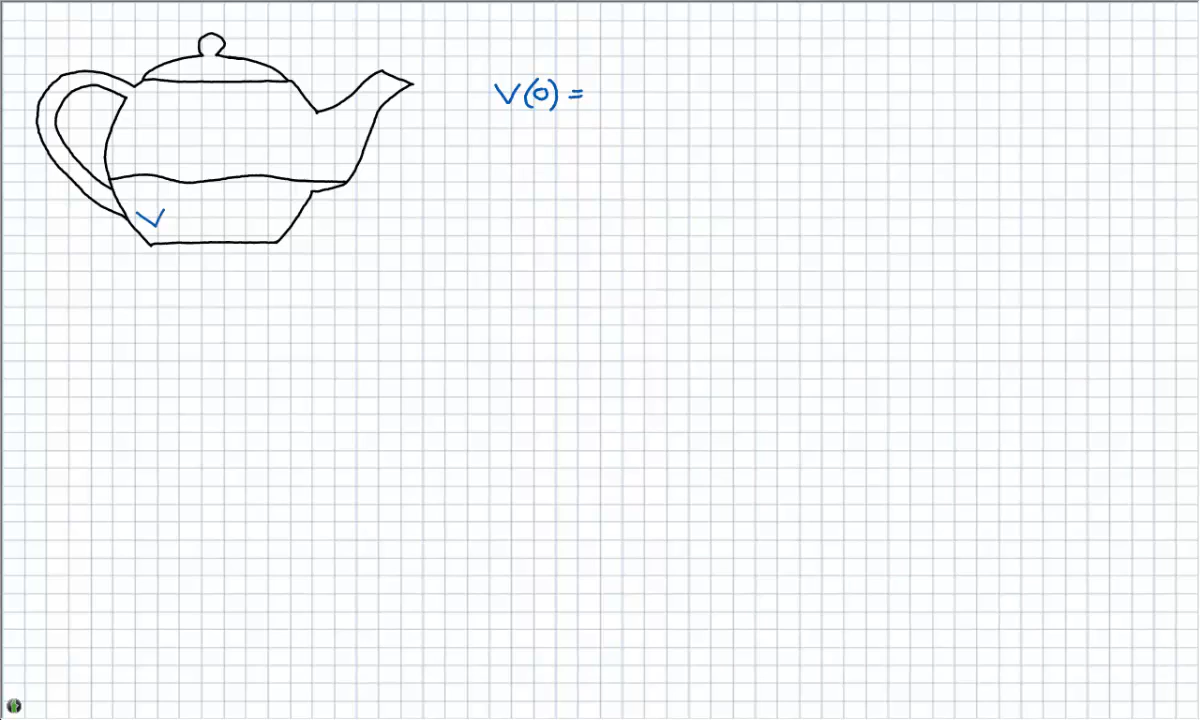 V(0) =
V